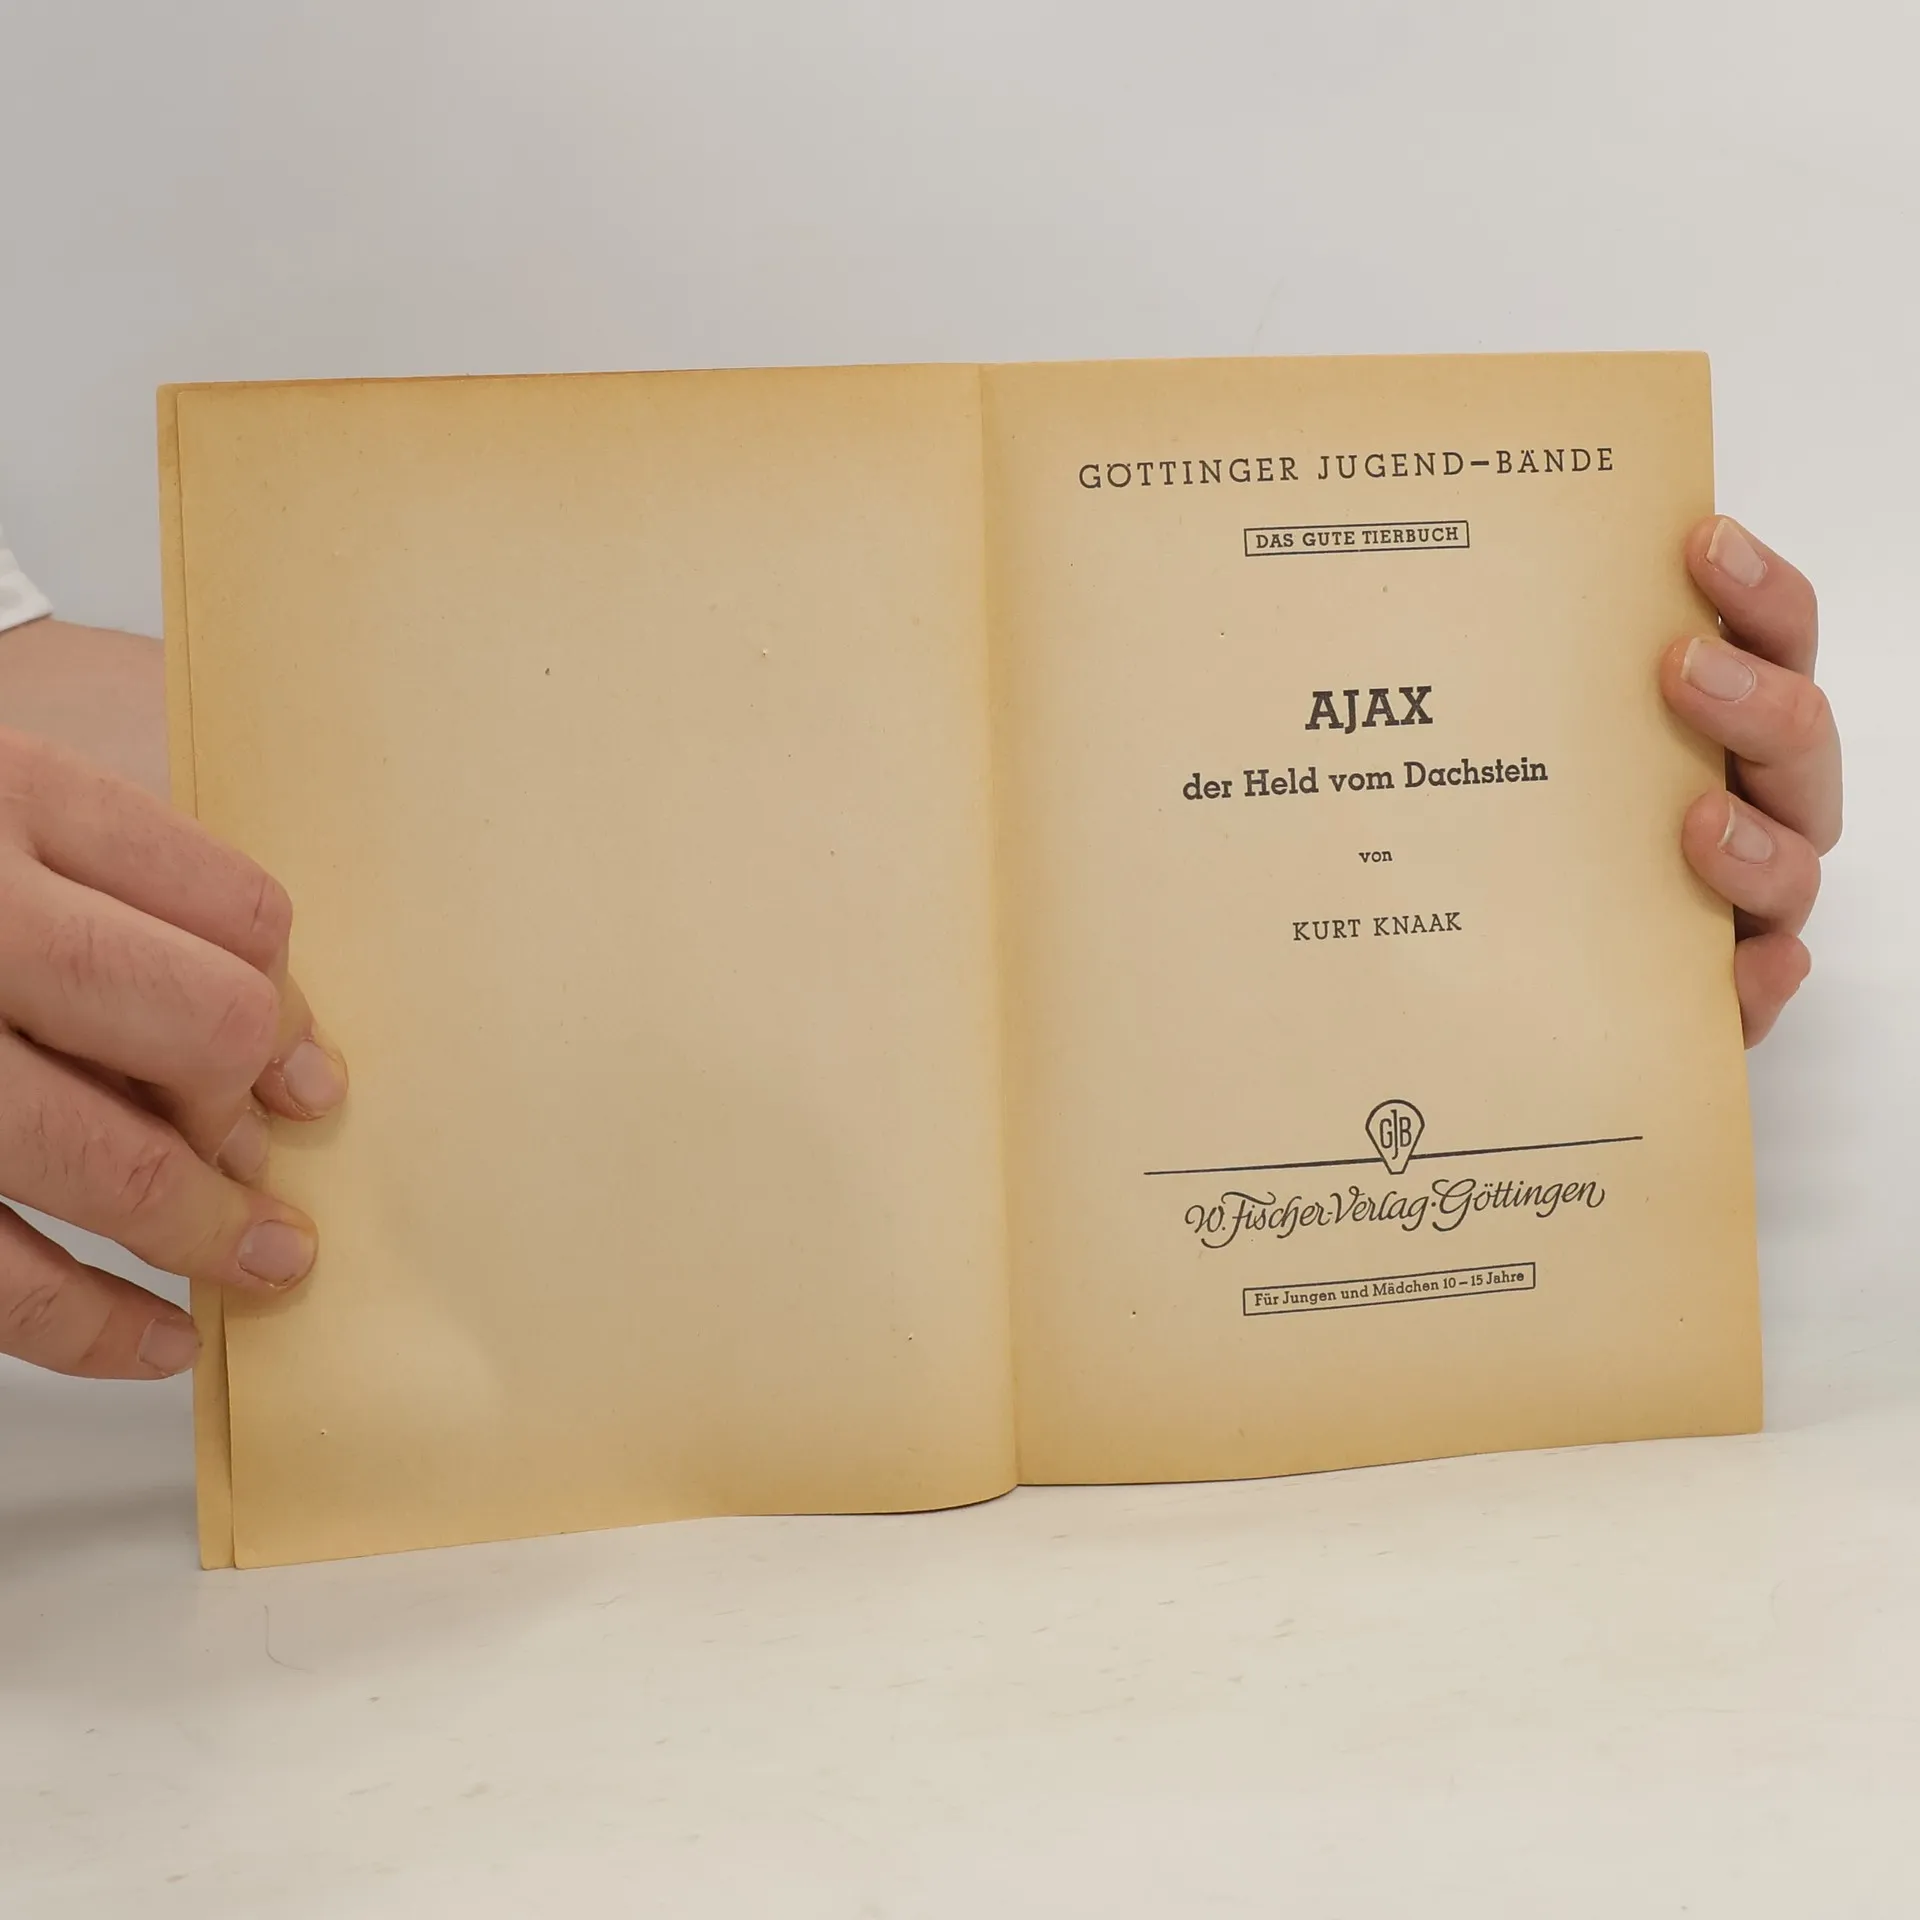 GÖTTINGER JUGEND-BÄNDE
DAS GUTE TIERBUCH
AJAX
der Held vom Dachstein
von
KURT KNAAK
GJB
W. Fischer-Verlag · Göttingen
Für Jungen und Mädchen 10–15 Jahre